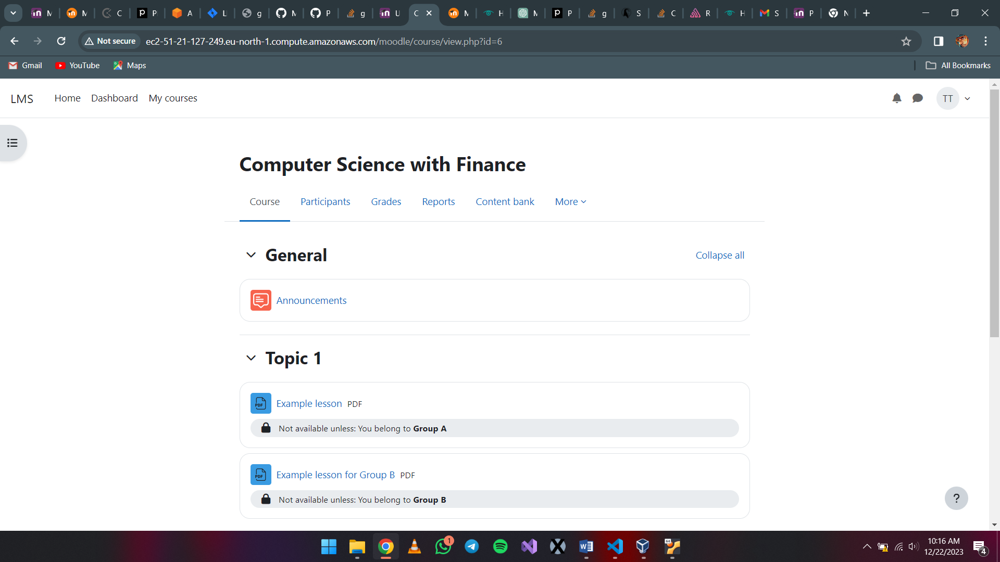 M M C P A LI g M P g U C M H M P g S C R H S P N
Not secure ec2-51-21-127-249.eu-north-1.compute.amazonaws.com/moodle/course/view.php?id=6
Gmail YouTube Maps All Bookmarks
LMS Home Dashboard My courses TT
Computer Science with Finance
Course Participants Grades Reports Content bank More
General Collapse all
Announcements
Topic 1
PDF Example lesson PDF
Not available unless: You belong to Group A
PDF Example lesson for Group B PDF
Not available unless: You belong to Group B
?
1
64
10:16 AM
12/22/2023
4